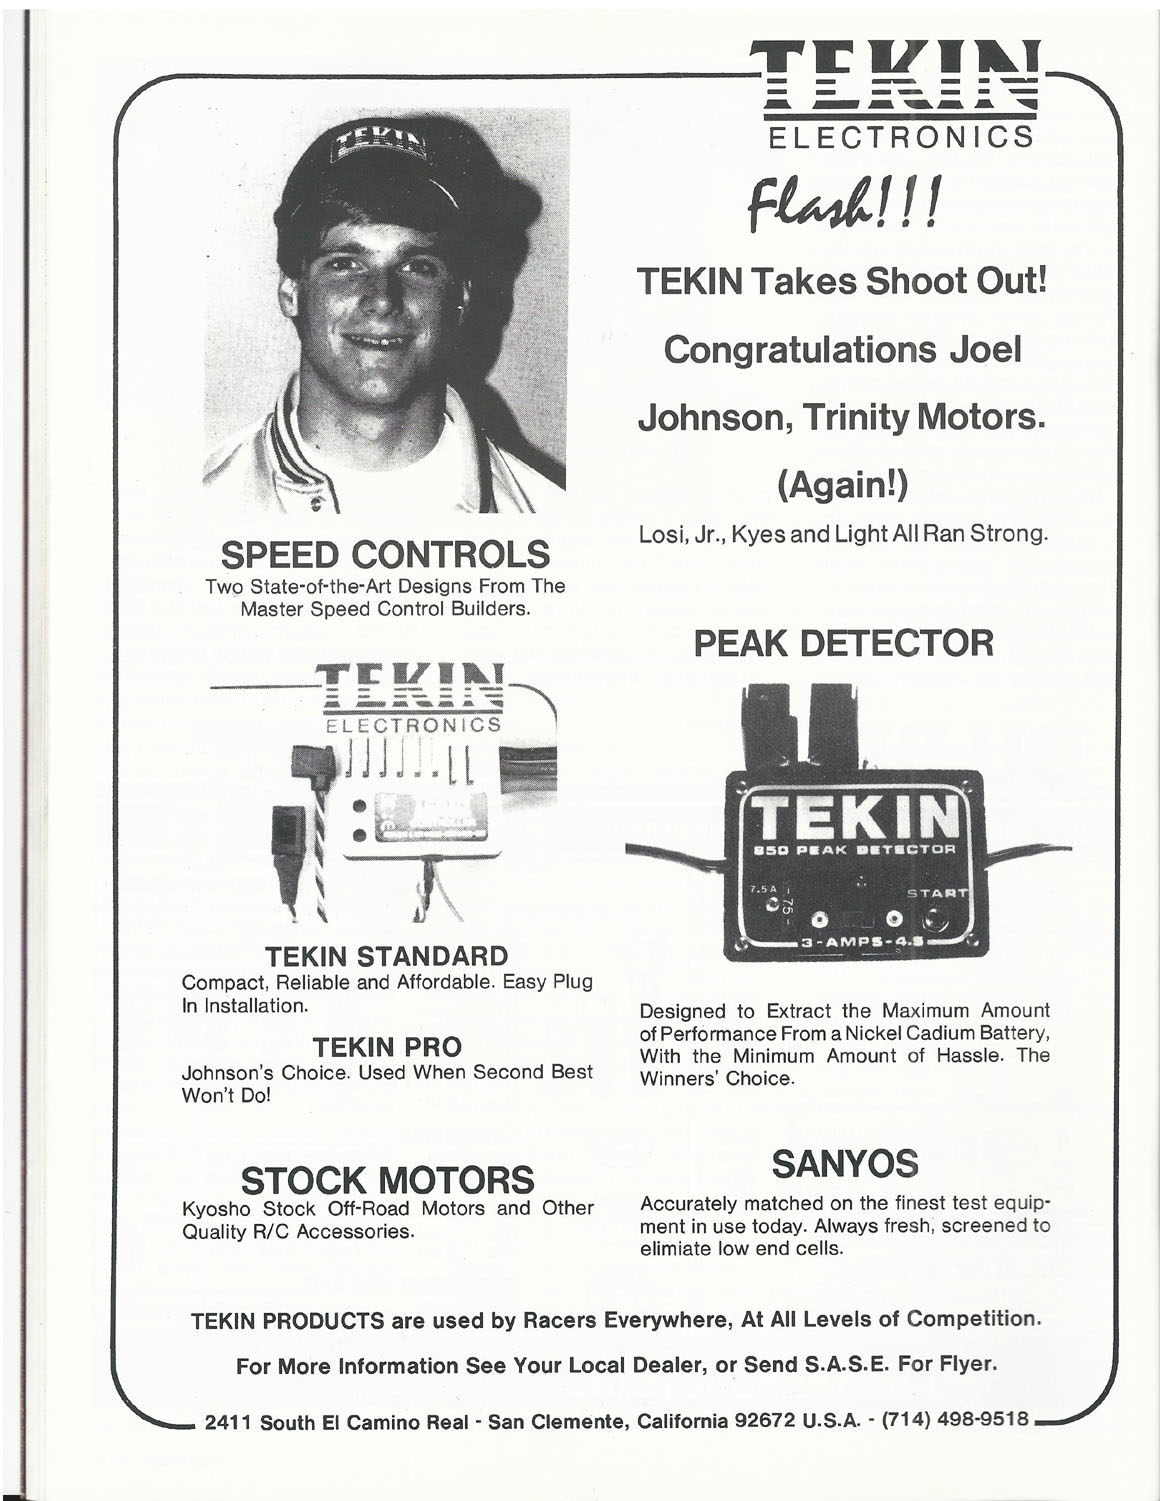 TEKIN
ELECTRONICS
TEKIN
Flash!!!
TEKIN Takes Shoot Out!
Congratulations Joel
Johnson, Trinity Motors.
(Again!)
Losi, Jr., Kyes and Light All Ran Strong.
SPEED CONTROLS
Two State-of-the-Art Designs From The
Master Speed Control Builders.
TEKIN
ELECTRONICS
TEKIN STANDARD
Compact, Reliable and Affordable. Easy Plug
In Installation.
TEKIN PRO
Johnson's Choice. Used When Second Best
Won't Do!
STOCK MOTORS
Kyosho Stock Off-Road Motors and Other
Quality R/C Accessories.
PEAK DETECTOR
TEKIN
850 PEAK DETECTOR
7.5A
75
START
3-AMPS-4.5
Designed to Extract the Maximum Amount
of Performance From a Nickel Cadium Battery,
With the Minimum Amount of Hassle. The
Winners' Choice.
SANYOS
Accurately matched on the finest test equip-
ment in use today. Always fresh, screened to
elimiate low end cells.
TEKIN PRODUCTS are used by Racers Everywhere, At All Levels of Competition.
For More Information See Your Local Dealer, or Send S.A.S.E. For Flyer.
2411 South El Camino Real - San Clemente, California 92672 U.S.A. - (714) 498-9518